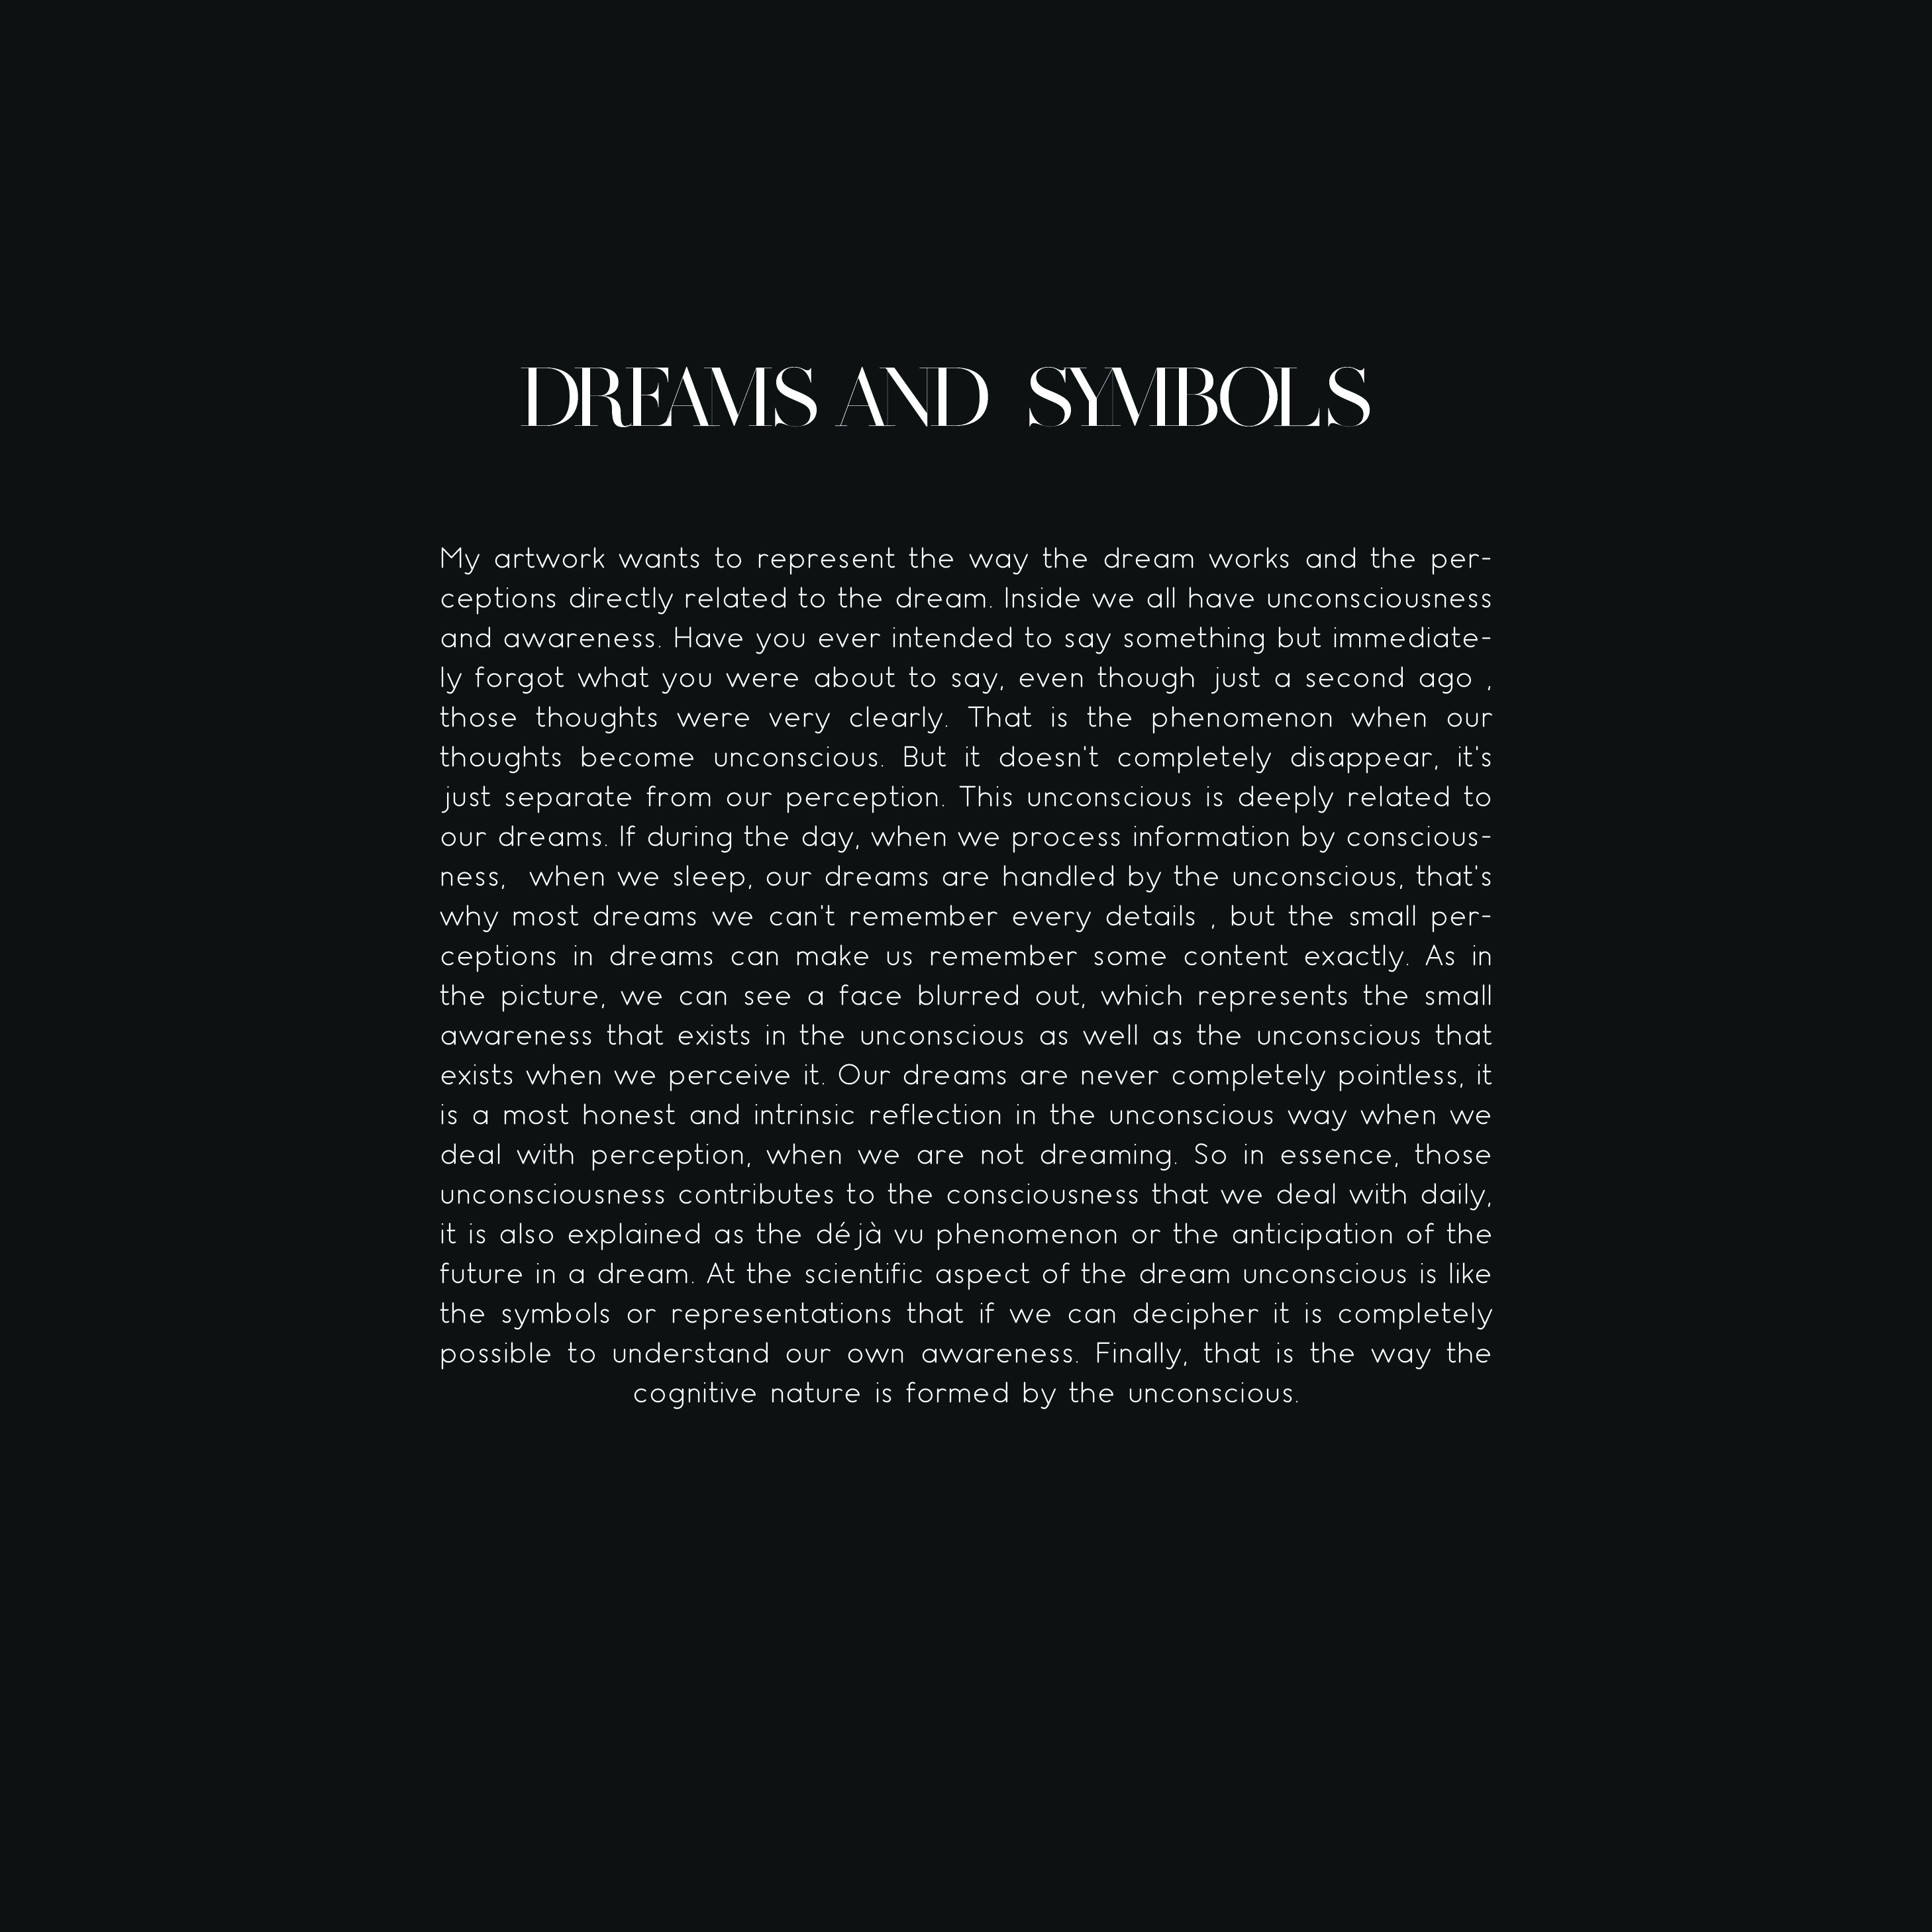 DREAMS AND SYMBOLS
My artwork wants to represent the way the dream works and the per-
ceptions directly related to the dream. Inside we all have unconsciousness
and awareness. Have you ever intended to say something but immediate-
ly forgot what you were about to say, even though just a second ago ,
those thoughts were very clearly. That is the phenomenon when our
thoughts become unconscious. But it doesn't completely disappear, it's
just separate from our perception. This unconscious is deeply related to
our dreams. If during the day, when we process information by conscious-
ness, when we sleep, our dreams are handled by the unconscious, that's
why most dreams we can't remember every details , but the small per-
ceptions in dreams can make us remember some content exactly. As in
the picture, we can see a face blurred out, which represents the small
awareness that exists in the unconscious as well as the unconscious that
exists when we perceive it. Our dreams are never completely pointless, it
is a most honest and intrinsic reflection in the unconscious way when we
deal with perception, when we are not dreaming. So in essence, those
unconsciousness contributes to the consciousness that we deal with daily,
it is also explained as the déjà vu phenomenon or the anticipation of the
future in a dream. At the scientific aspect of the dream unconscious is like
the symbols or representations that if we can decipher it is completely
possible to understand our own awareness. Finally, that is the way the
cognitive nature is formed by the unconscious.